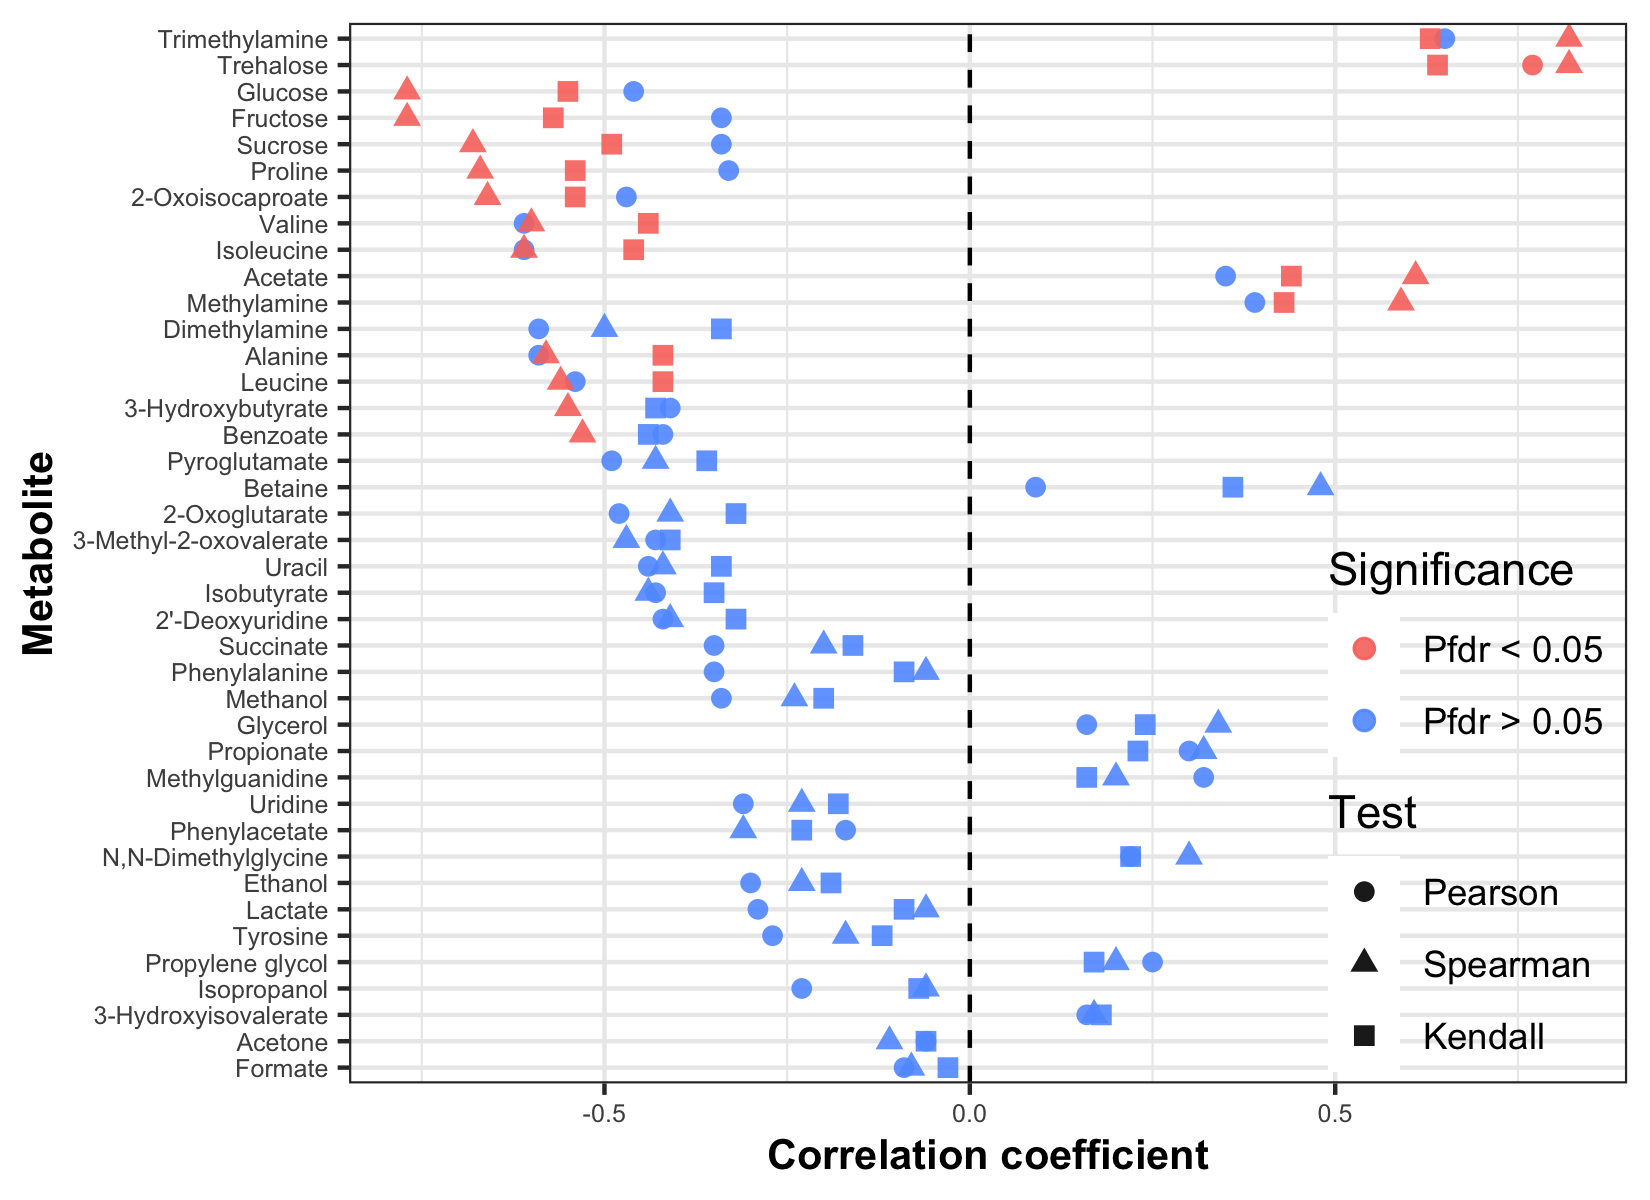 Trimethylamine
Trehalose
Glucose
Fructose
Sucrose
Proline
2-Oxoisocaproate
Valine
Isoleucine
Acetate
Methylamine
Dimethylamine
Alanine
Leucine
3-Hydroxybutyrate
Benzoate
Pyroglutamate
Betaine
2-Oxoglutarate
3-Methyl-2-oxovalerate
Uracil
Isobutyrate
2'-Deoxyuridine
Succinate
Phenylalanine
Methanol
Glycerol
Propionate
Methylguanidine
Uridine
Phenylacetate
N,N-Dimethylglycine
Ethanol
Lactate
Tyrosine
Propylene glycol
Isopropanol
3-Hydroxyisovalerate
Acetone
Formate
Metabolite
-0.5
0.0
0.5
Correlation coefficient
Significance
Pfdr < 0.05
Pfdr > 0.05
Test
Pearson
Spearman
Kendall